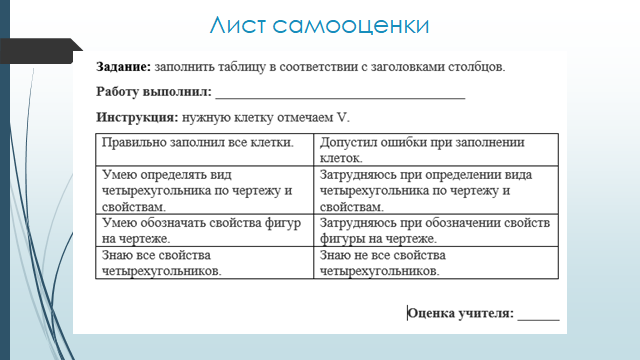 Лист самооценки
Задание: заполнить таблицу в соответствии с заголовками столбцов.
Работу выполнил: ____________________________________
Инструкция: нужную клетку отмечаем V.
Правильно заполнил все клетки.
Допустил ошибки при заполнении
клеток.
Умею определять вид
четырехугольника по чертежу и
свойствам.
Затрудняюсь при определении вида
четырехугольника по чертежу и
свойствам.
Умею обозначать свойства фигур
на чертеже.
Затрудняюсь при обозначении свойств
фигуры на чертеже.
Знаю все свойства
четырехугольников.
Знаю не все свойства
четырехугольников.
Оценка учителя: ______